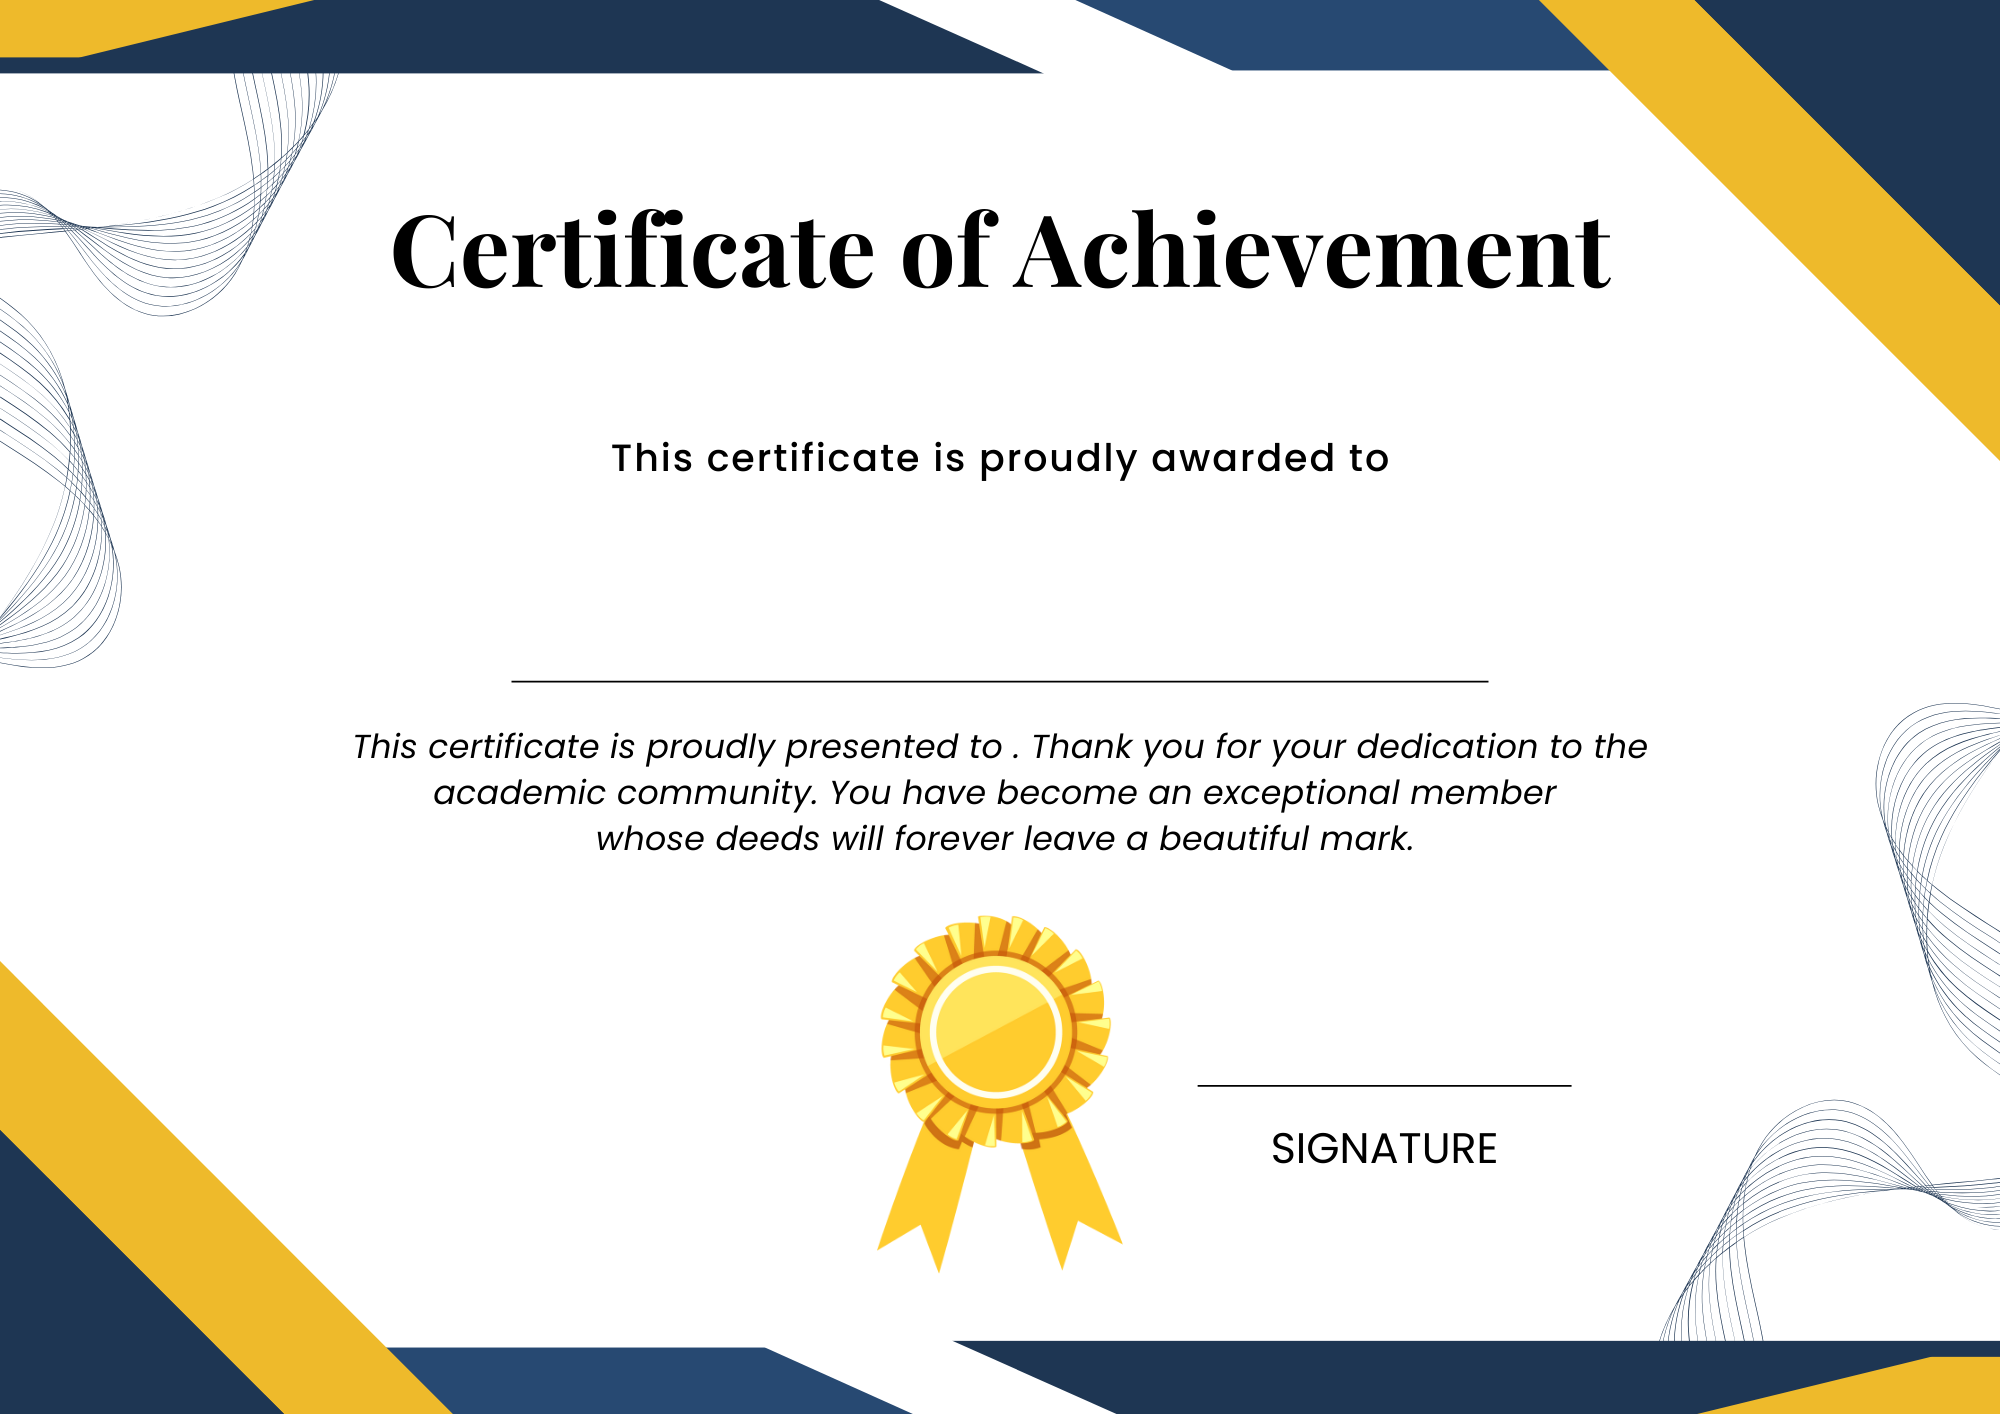 Certificate of Achievement
This certificate is proudly awarded to
This certificate is proudly presented to . Thank you for your dedication to the
academic community. You have become an exceptional member
whose deeds will forever leave a beautiful mark.
SIGNATURE